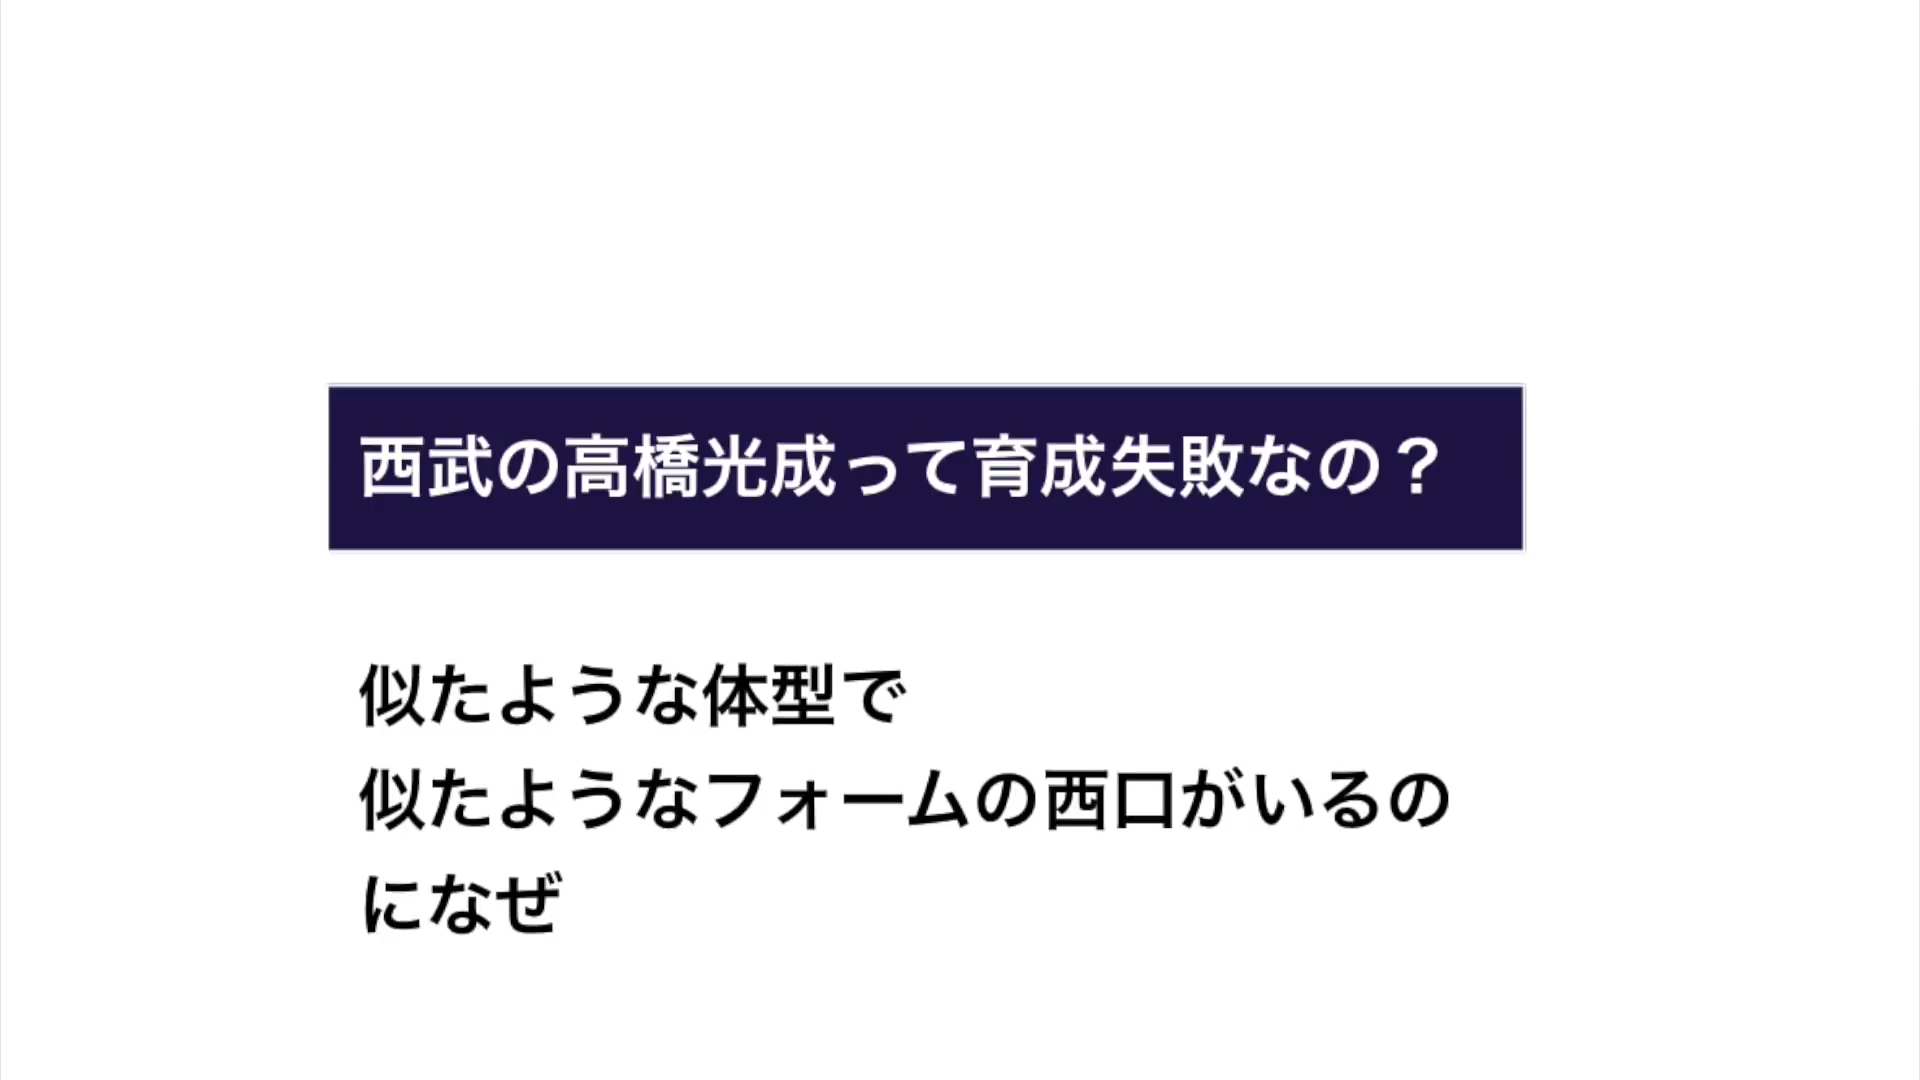 西武の高橋光成って育成失敗なの？
似たような体型で
似たようなフォームの西口がいるの
になぜ